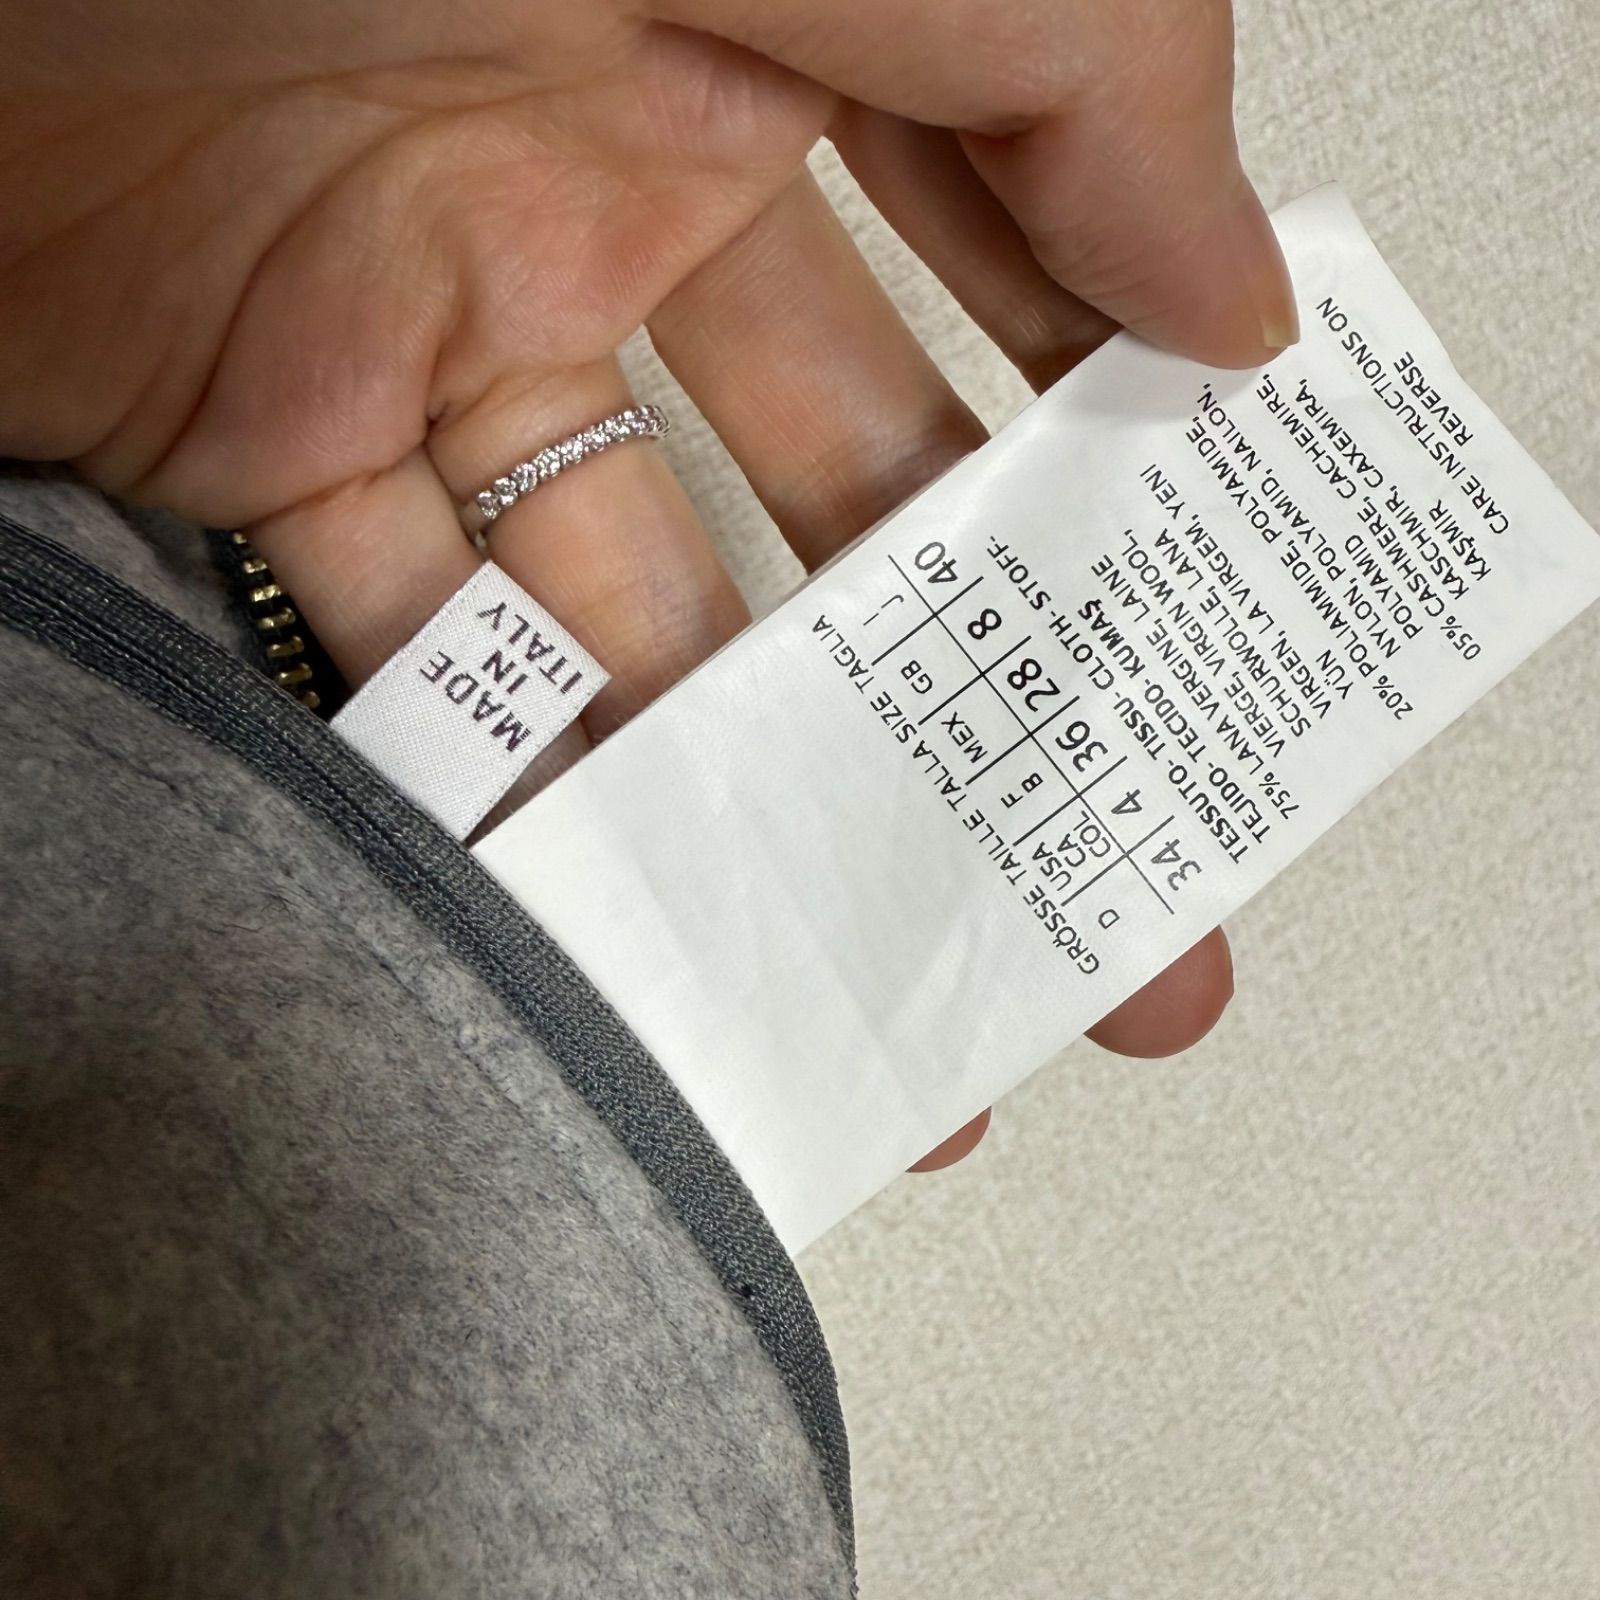 MADE
IN
ITALY
GRÖSSE TAILLE TALLA SIZE TAGLIA
D USA CA COL F B MEX GB I J
34 4 36 28 8 40
TESSUTO- TISSU- CLOTH- STOFF-
TEJIDO- TECIDO- KUMAŞ
75% LANA VERGINE, LAINE
VIERGE, VIRGIN WOOL,
SCHURWOLLE, LANA
VIRGEN, LA VIRGEM, YENI
YÜN
20% POLIAMMIDE, POLYAMIDE,
NYLON, POLYAMID, NAILON,
POLYAMID
05% CASHMERE, CACHEMIRE,
KASCHMIR, CAXEMIRA,
KAŞMIR
CARE INSTRUCTIONS ON
REVERSE